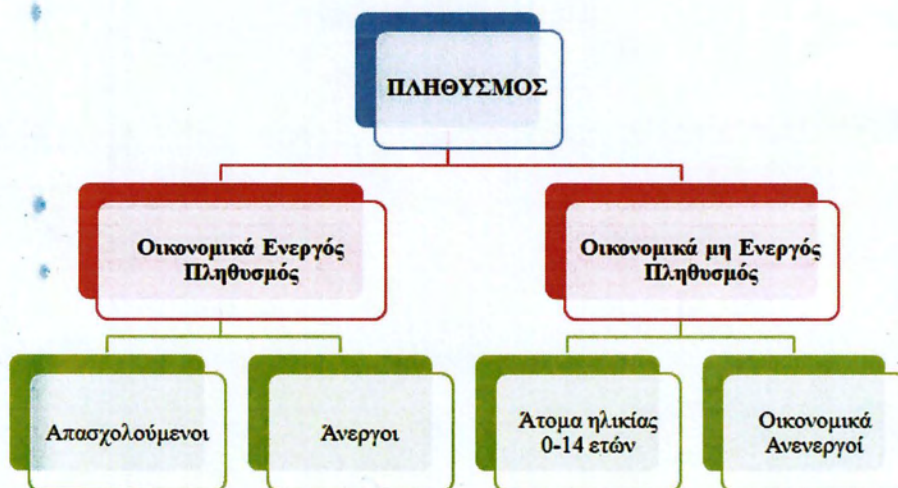 ΠΛΗΘΥΣΜΟΣ
Οικονομικά Ενεργός
Πληθυσμός
Οικονομικά μη Ενεργός
Πληθυσμός
Απασχολούμενοι
Άνεργοι
Άτομα ηλικίας
0-14 ετών
Οικονομικά
Ανενεργοί